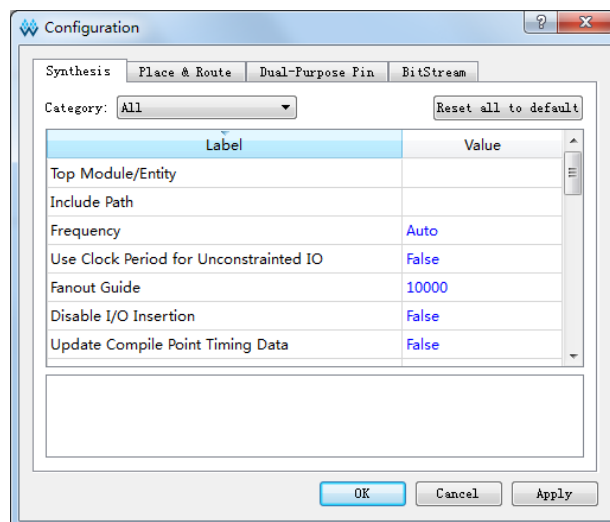 Configuration
Synthesis Place & Route Dual-Purpose Pin BitStream
Category: All Reset all to default
Label Value
Top Module/Entity
Include Path
Frequency Auto
Use Clock Period for Unconstrained IO False
Fanout Guide 10000
Disable I/O Insertion False
Update Compile Point Timing Data False
OK Cancel Apply